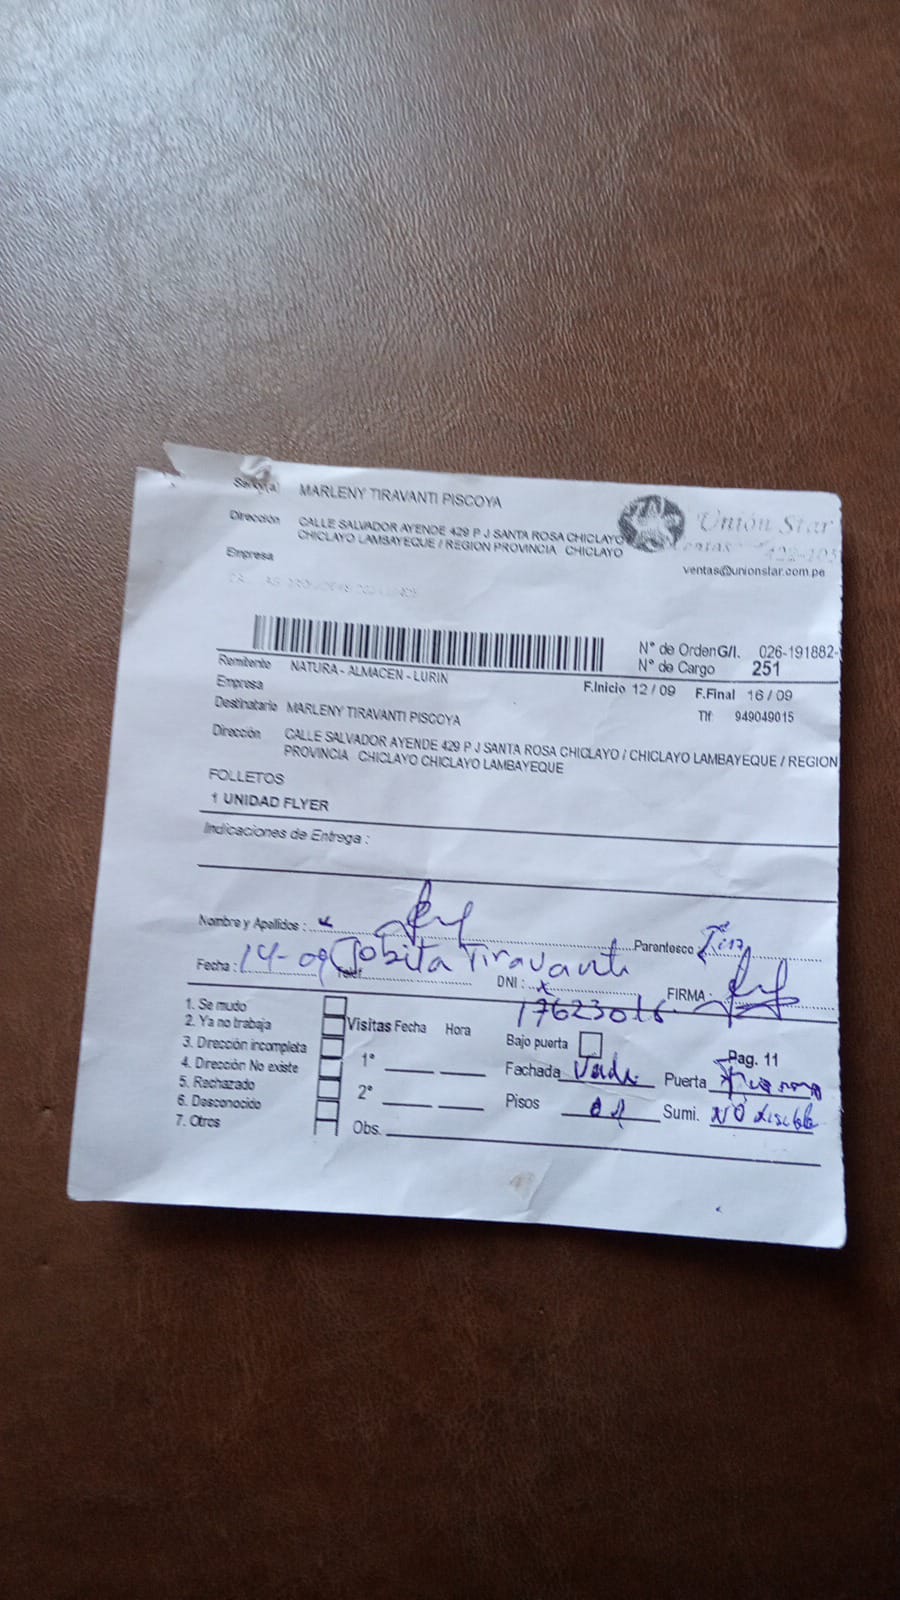 Señor(a) MARLENY TIRAVANTI PISCOYA
Dirección CALLE SALVADOR AYENDE 429 P J SANTA ROSA CHICLAYO
CHICLAYO LAMBAYEQUE / REGION PROVINCIA CHICLAYO
Unión Star
ventas@unionstar.com.pe
Empresa
N° de Orden G/I. 026-191882-
N° de Cargo 251
Remitente NATURA - ALMACEN - LURIN
F.Inicio 12 / 09 F.Final 16 / 09
Empresa
Destinatario MARLENY TIRAVANTI PISCOYA
Tlf 949049015
Dirección CALLE SALVADOR AYENDE 429 P J SANTA ROSA CHICLAYO / CHICLAYO LAMBAYEQUE / REGION
PROVINCIA CHICLAYO CHICLAYO LAMBAYEQUE
FOLLETOS
1 UNIDAD FLYER
Indicaciones de Entrega :
Nombre y Apellidos : Parentesco
Fecha : 14-09 Jobita Tiravanti
Telef. DNI : 17623016 FIRMA :
1. Se mudo
2. Ya no trabaja
3. Dirección incompleta
4. Dirección No existe
5. Rechazado
6. Desconocido
7. Otros
Visitas Fecha Hora
1°
2°
Obs.
Bajo puerta Pag. 11
Fachada Puerta
Pisos 01 Sumi. NO